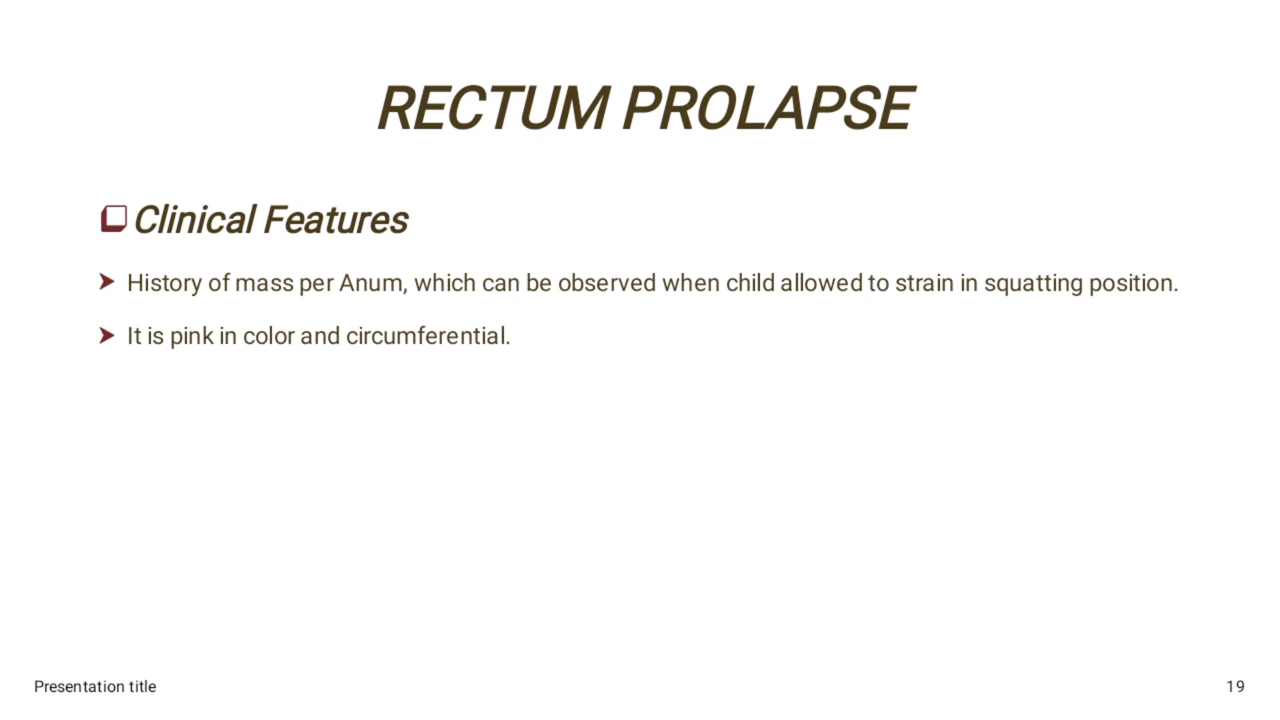 RECTUM PROLAPSE
Clinical Features
History of mass per Anum, which can be observed when child allowed to strain in squatting position.
It is pink in color and circumferential.
Presentation title
19